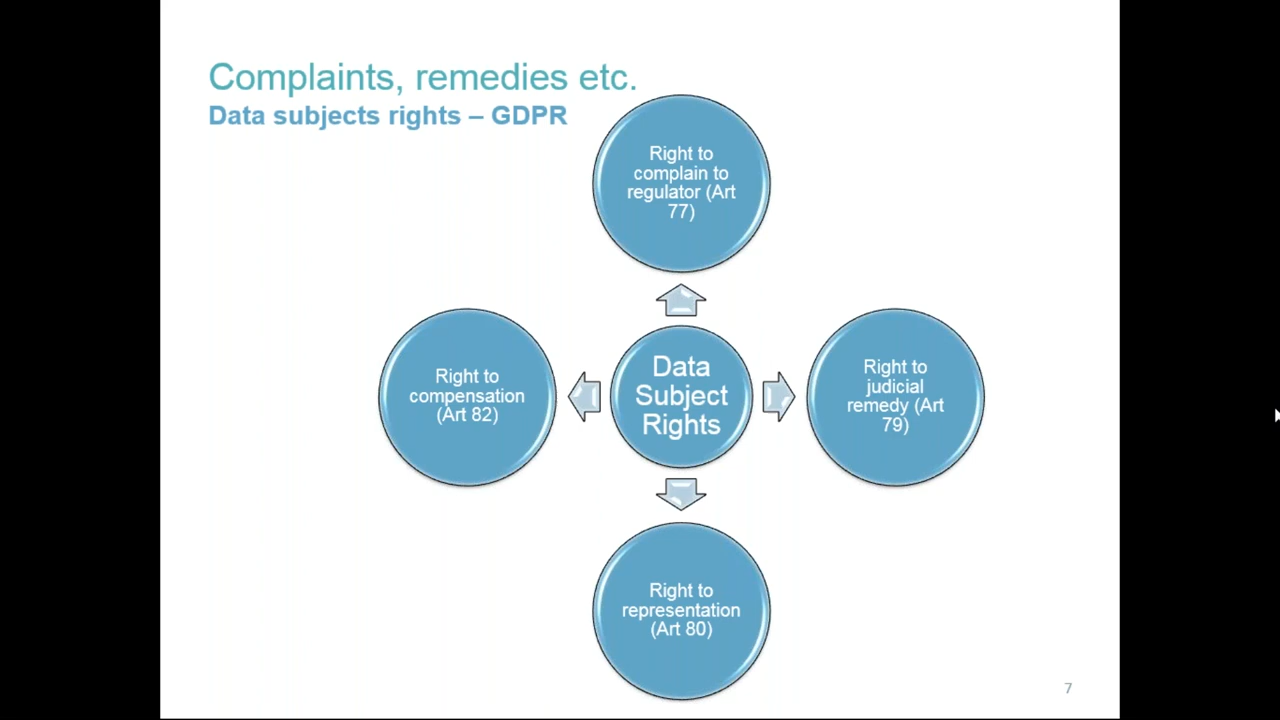 Complaints, remedies etc.
Data subjects rights – GDPR
Right to
complain to
regulator (Art
77)
Right to
compensation
(Art 82)
Data
Subject
Rights
Right to
judicial
remedy (Art
79)
Right to
representation
(Art 80)
7